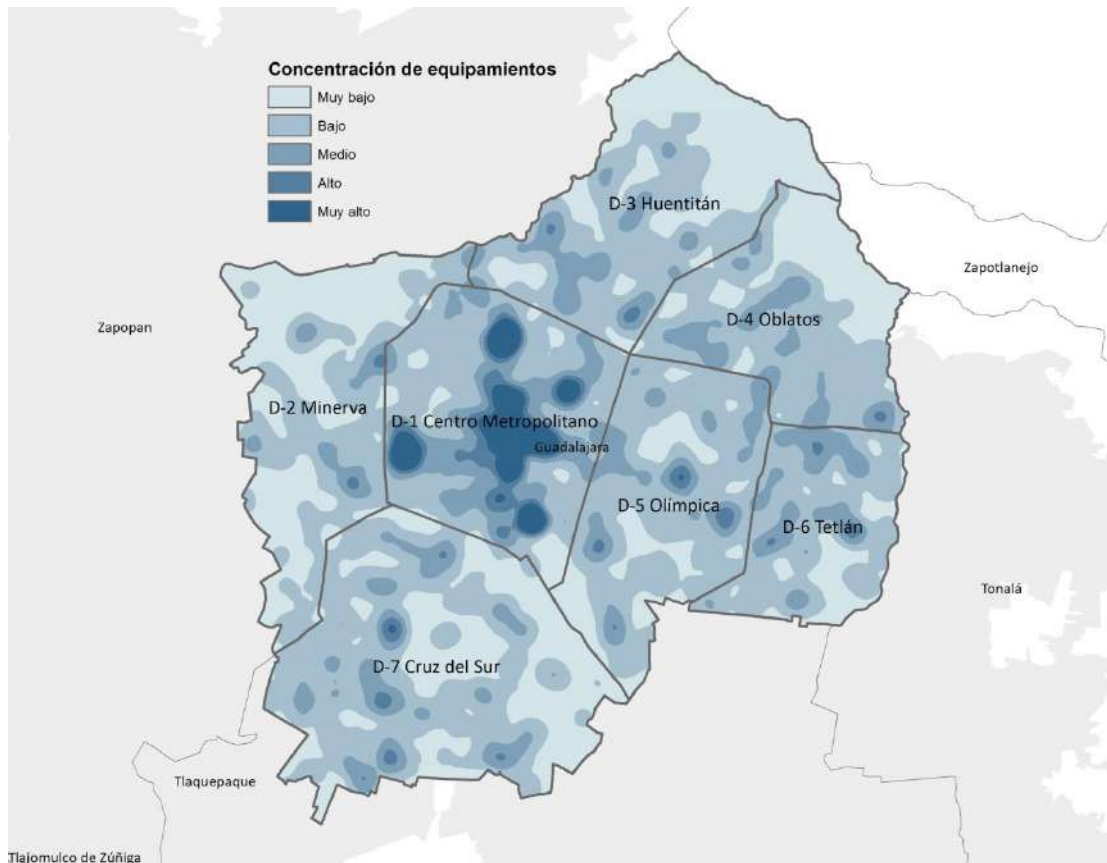 Concentración de equipamientos
Muy bajo
Bajo
Medio
Alto
Muy alto
D-3 Huentitán
Zapotlanejo
Zapopan
D-4 Oblatos
D-2 Minerva
D-1 Centro Metropolitano
Guadalajara
D-5 Olímpica
D-6 Tetlán
Tonalá
D-7 Cruz del Sur
Tlaquepaque
Tlajomulco de Zúñiga